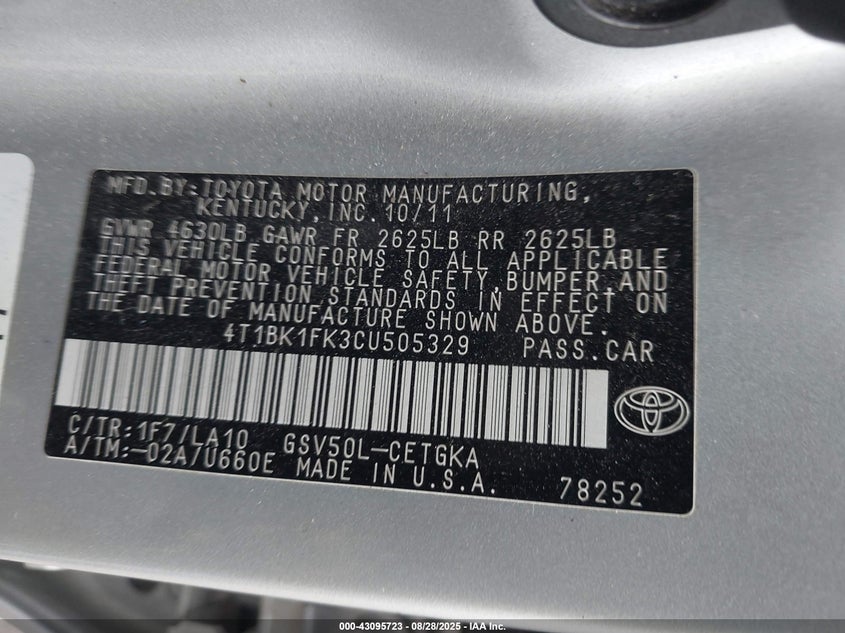 MFD.BY:TOYOTA MOTOR MANUFACTURING,
KENTUCKY,INC.10/11
GVWR 4630LB GAWR FR 2625LB RR 2625LB
THIS VEHICLE CONFORMS TO ALL APPLICABLE
FEDERAL MOTOR VEHICLE SAFETY,BUMPER,AND
THEFT PREVENTION STANDARDS IN EFFECT ON
THE DATE OF MANUFACTURE SHOWN ABOVE.
4T1BK1FK3CU505329 PASS.CAR
C/TR:1F7/LA10 GSV50L-CETGKA
A/TM:-02A/U660E MADE IN U.S.A.
78252
000-43095723 | 08/28/2025 - IAA Inc.